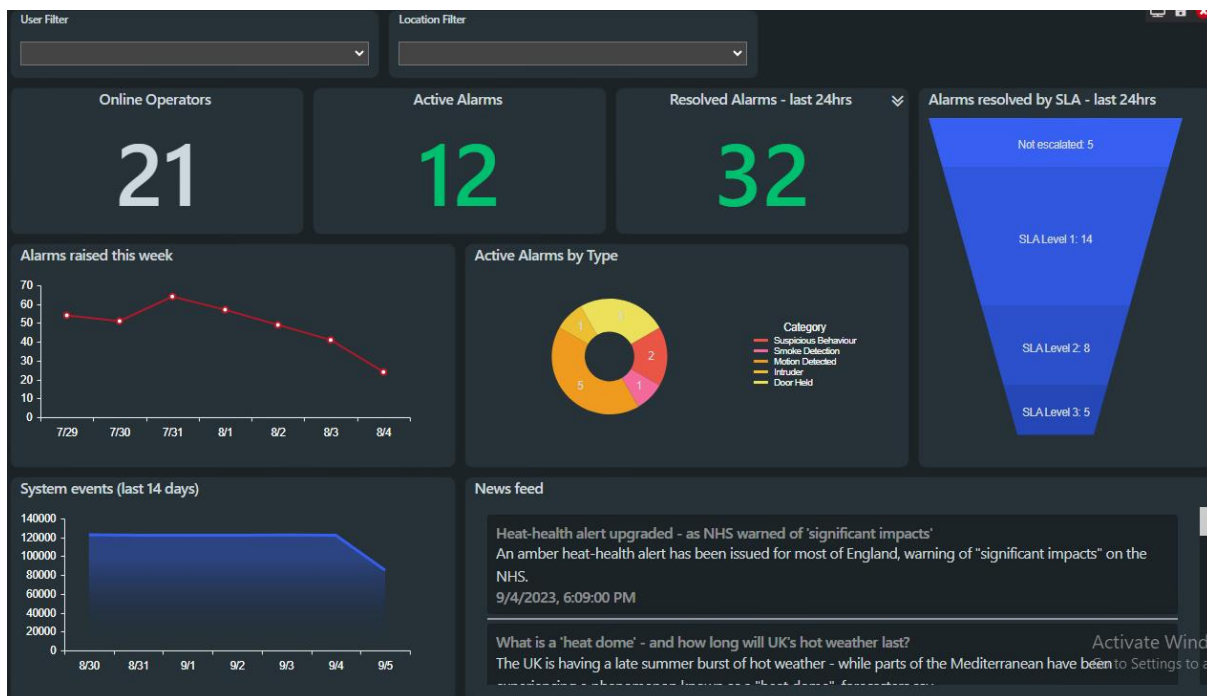 User Filter
Location Filter
Online Operators
21
Active Alarms
12
Resolved Alarms - last 24hrs
32
Alarms resolved by SLA - last 24hrs
Not escalated: 5
SLA Level 1: 14
SLA Level 2: 8
SLA Level 3: 5
Alarms raised this week
70
60
50
40
30
20
10
0
7/29 7/30 7/31 8/1 8/2 8/3 8/4
Active Alarms by Type
1
2
5
1
Category
Suspicious Behaviour
Smoke Detection
Motion Detected
Intruder
Door Held
System events (last 14 days)
140000
120000
100000
80000
60000
40000
20000
0
8/30 8/31 9/1 9/2 9/3 9/4 9/5
News feed
Heat-health alert upgraded - as NHS warned of 'significant impacts'
An amber heat-health alert has been issued for most of England, warning of "significant impacts" on the
NHS.
9/4/2023, 6:09:00 PM
What is a 'heat dome' - and how long will UK's hot weather last?
The UK is having a late summer burst of hot weather - while parts of the Mediterranean have been
Activate Wind
to Settings to a